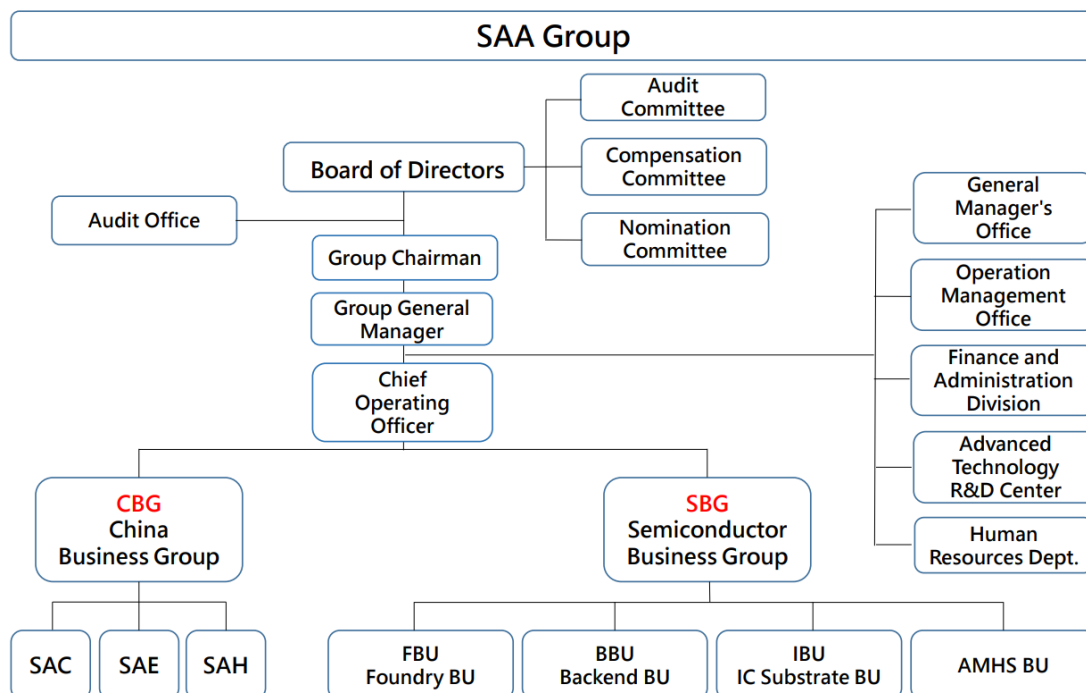 SAA Group
Audit
Committee
Board of Directors
Compensation
Committee
Nomination
Committee
Audit Office
Group Chairman
Group General
Manager
Chief
Operating
Officer
General
Manager's
Office
Operation
Management
Office
Finance and
Administration
Division
Advanced
Technology
R&D Center
Human
Resources Dept.
CBG
China
Business Group
SBG
Semiconductor
Business Group
SAC
SAE
SAH
FBU
Foundry BU
BBU
Backend BU
IBU
IC Substrate BU
AMHS BU